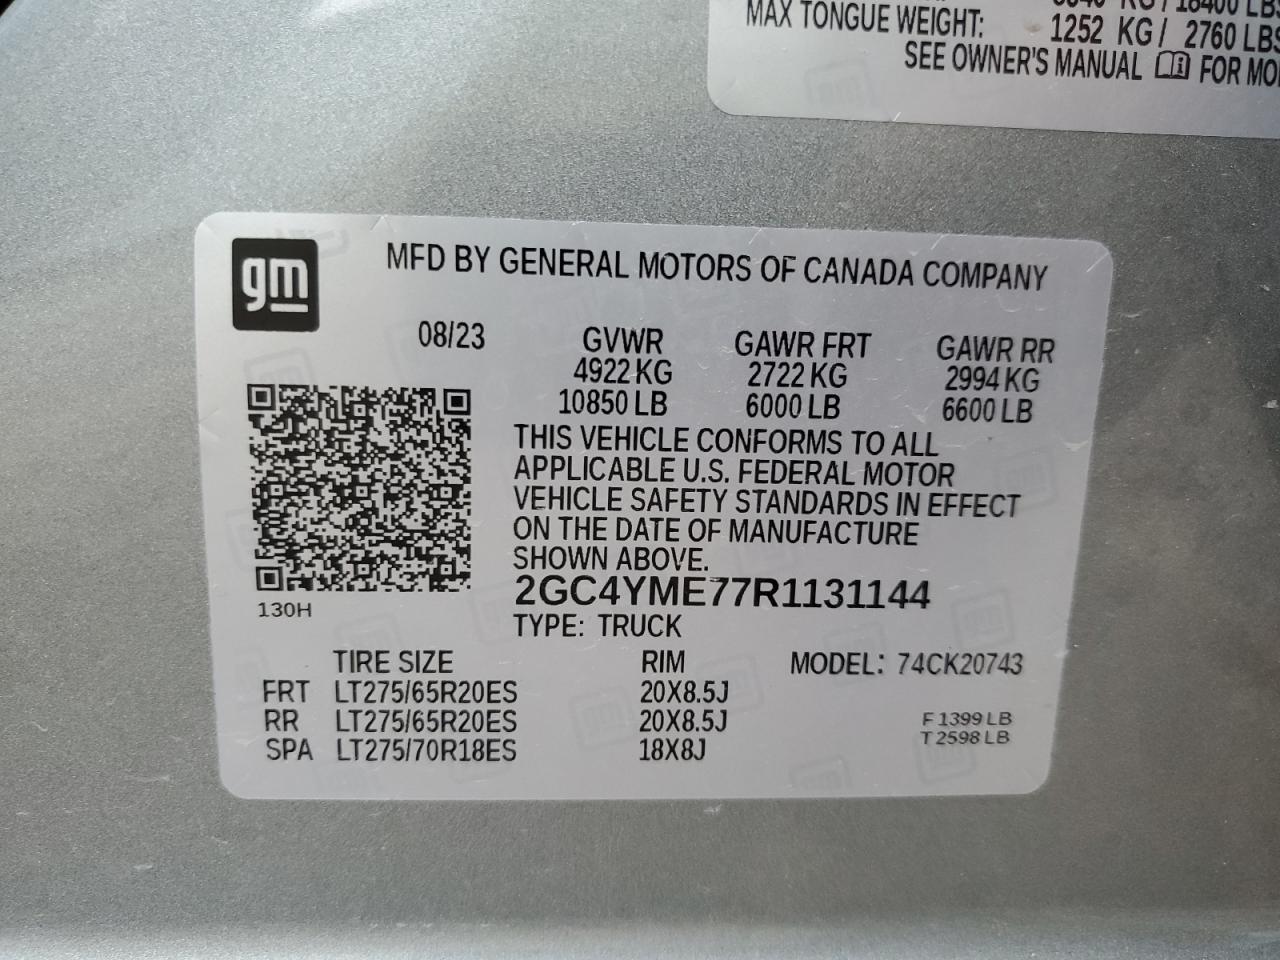 KG / 18400 LBS
MAX TONGUE WEIGHT: 1252 KG / 2760 LBS
SEE OWNER'S MANUAL FOR
gm
MFD BY GENERAL MOTORS OF CANADA COMPANY
08/23 GVWR GAWR FRT GAWR RR
4922 KG 2722 KG 2994 KG
10850 LB 6000 LB 6600 LB
THIS VEHICLE CONFORMS TO ALL
APPLICABLE U.S. FEDERAL MOTOR
VEHICLE SAFETY STANDARDS IN EFFECT
ON THE DATE OF MANUFACTURE
SHOWN ABOVE.
2GC4YME77R1131144
130H
TYPE: TRUCK
TIRE SIZE RIM MODEL: 74CK20743
FRT LT275/65R20ES 20X8.5J
RR LT275/65R20ES 20X8.5J
F 1399 LB
T 2598 LB
SPA LT275/70R18ES 18X8J